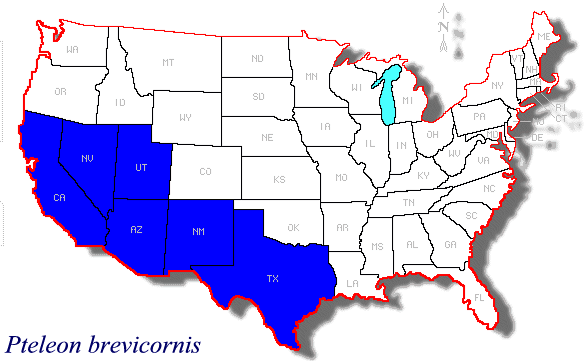 N
WA
ME
MT
ND
MN
VT
NH
OR
ID
SD
WI
MI
NY
MA
WY
RI
CT
IA
PA
NJ
NE
OH
MD
DE
NV
UT
IL
IN
WV
VA
CO
KS
MO
KY
CA
NC
AZ
NM
OK
TN
AR
SC
MS
AL
GA
TX
LA
FL
Pteleon brevicornis